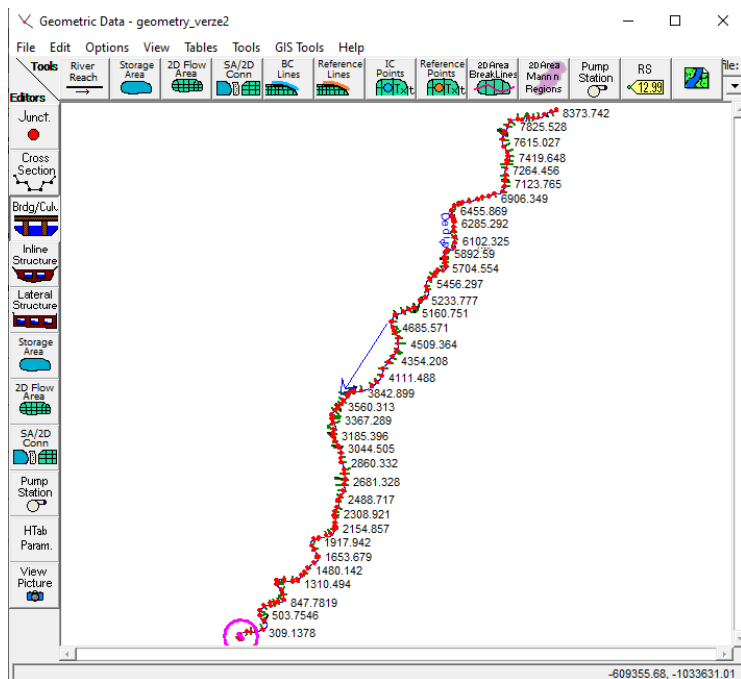 Geometric Data - geometry_verze2
File Edit Options View Tables Tools GIS Tools Help
Tools
Editors
River Reach
Storage Area
2D Flow Area
SA/2D Conn
BC Lines
Reference Lines
IC Points
Reference Points
2D Area BreakLines
2D Area Mann n Regions
Pump Station
RS
12.99
file:
Junct.
Cross Section
Brdg/Culv
Inline Structure
Lateral Structure
Storage Area
2D Flow Area
SA/2D Conn
Pump Station
HTab Param.
View Picture
8373.742
7825.528
7615.027
7419.648
7264.456
7123.765
6906.349
6455.869
6285.292
6102.325
5892.59
5704.554
5456.297
5233.777
5160.751
4685.571
4509.364
4354.208
4111.488
3842.899
3560.313
3367.289
3185.396
3044.505
2860.332
2681.328
2488.717
2308.921
2154.857
1917.942
1653.679
1480.142
1310.494
847.7819
503.7546
309.1378
-609355.68, -1033631.01